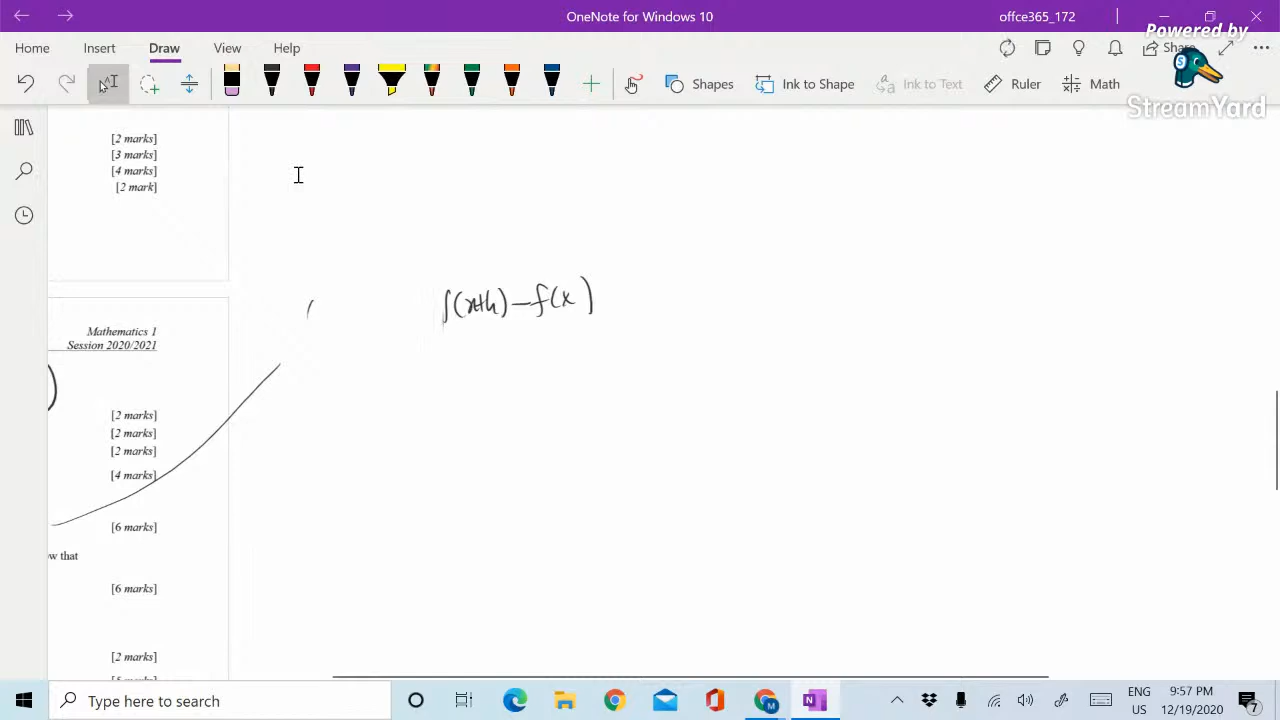 OneNote for Windows 10
offce365_172
Powered by
StreamYard
Home Insert Draw View Help
Share
Shapes Ink to Shape Ink to Text Ruler Math
[2 marks]
[3 marks]
[4 marks]
[2 mark]
f(x+h) – f(x)
Mathematics 1
Session 2020/2021
[2 marks]
[2 marks]
[2 marks]
[4 marks]
[6 marks]
ow that
[6 marks]
[2 marks]
Type here to search
ENG
US
9:57 PM
12/19/2020
7